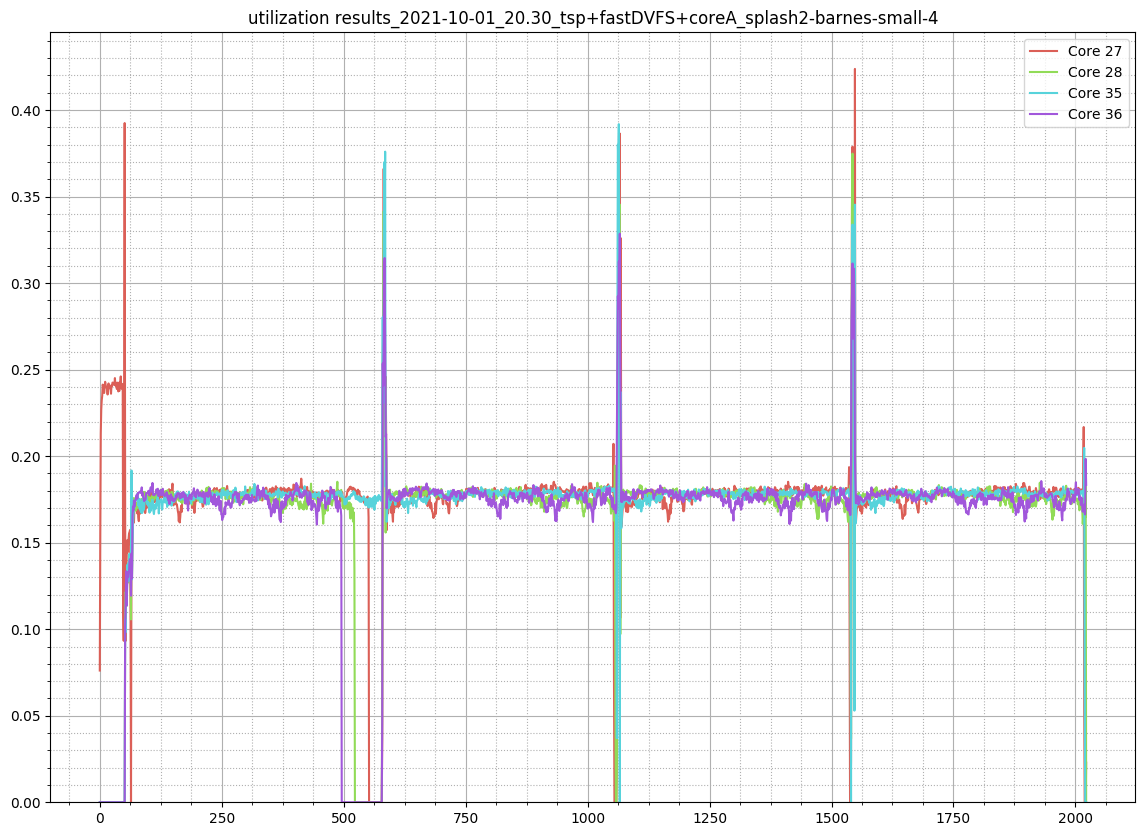 utilization results_2021-10-01_20.30_tsp+fastDVFS+coreA_splash2-barnes-small-4
Core 27
Core 28
Core 35
Core 36
0.40
0.35
0.30
0.25
0.20
0.15
0.10
0.05
0.00
0 250 500 750 1000 1250 1500 1750 2000